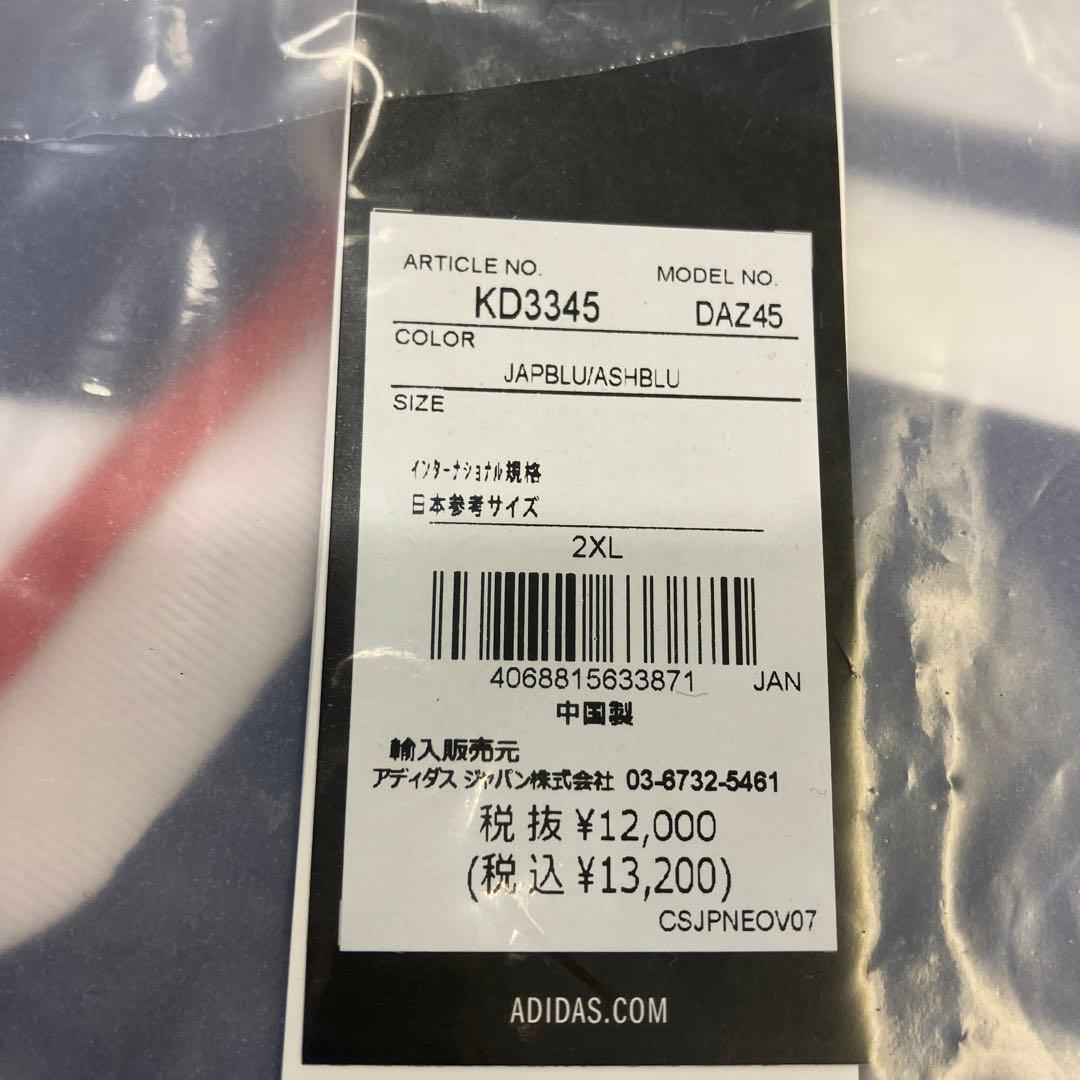 ARTICLE NO. MODEL NO.
KD3345 DAZ45
COLOR
JAPBLU/ASHBLU
SIZE
インターナショナル規格
日本参考サイズ
2XL
4068815633871 JAN
中国製
輸入販売元
アディダス ジャパン株式会社 03-6732-5461
税抜 ¥12,000
(税込 ¥13,200)
CSJPNEOV07
ADIDAS.COM